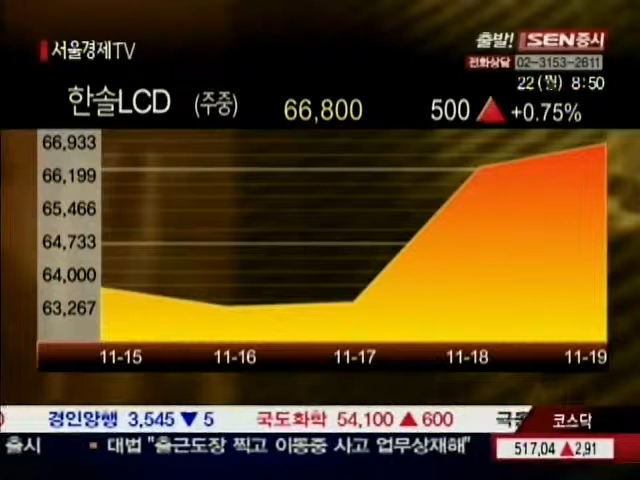 서울경제TV
출발! SEN증시
전화상담 02-3153-2611
22(월) 8:50
한솔LCD (주중) 66,800 500 ▲ +0.75%
66,933
66,199
65,466
64,733
64,000
63,267
11-15 11-16 11-17 11-18 11-19
경인양행 3,545 ▼ 5 국도화학 54,100 ▲ 600 국동 코스닥
출시 ▪ 대법 "출근도장 찍고 이동중 사고 업무상재해"
517,04 ▲2,91